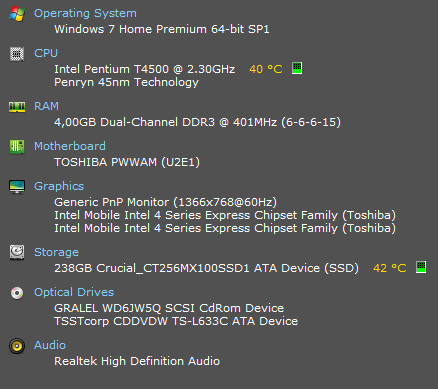 Operating System
Windows 7 Home Premium 64-bit SP1
CPU
Intel Pentium T4500 @ 2.30GHz 40 °C
Penryn 45nm Technology
RAM
4,00GB Dual-Channel DDR3 @ 401MHz (6-6-6-15)
Motherboard
TOSHIBA PWWAM (U2E1)
Graphics
Generic PnP Monitor (1366x768@60Hz)
Intel Mobile Intel 4 Series Express Chipset Family (Toshiba)
Intel Mobile Intel 4 Series Express Chipset Family (Toshiba)
Storage
238GB Crucial_CT256MX100SSD1 ATA Device (SSD) 42 °C
Optical Drives
GRALEL WD6JW5Q SCSI CdRom Device
TSSTcorp CDDVDW TS-L633C ATA Device
Audio
Realtek High Definition Audio